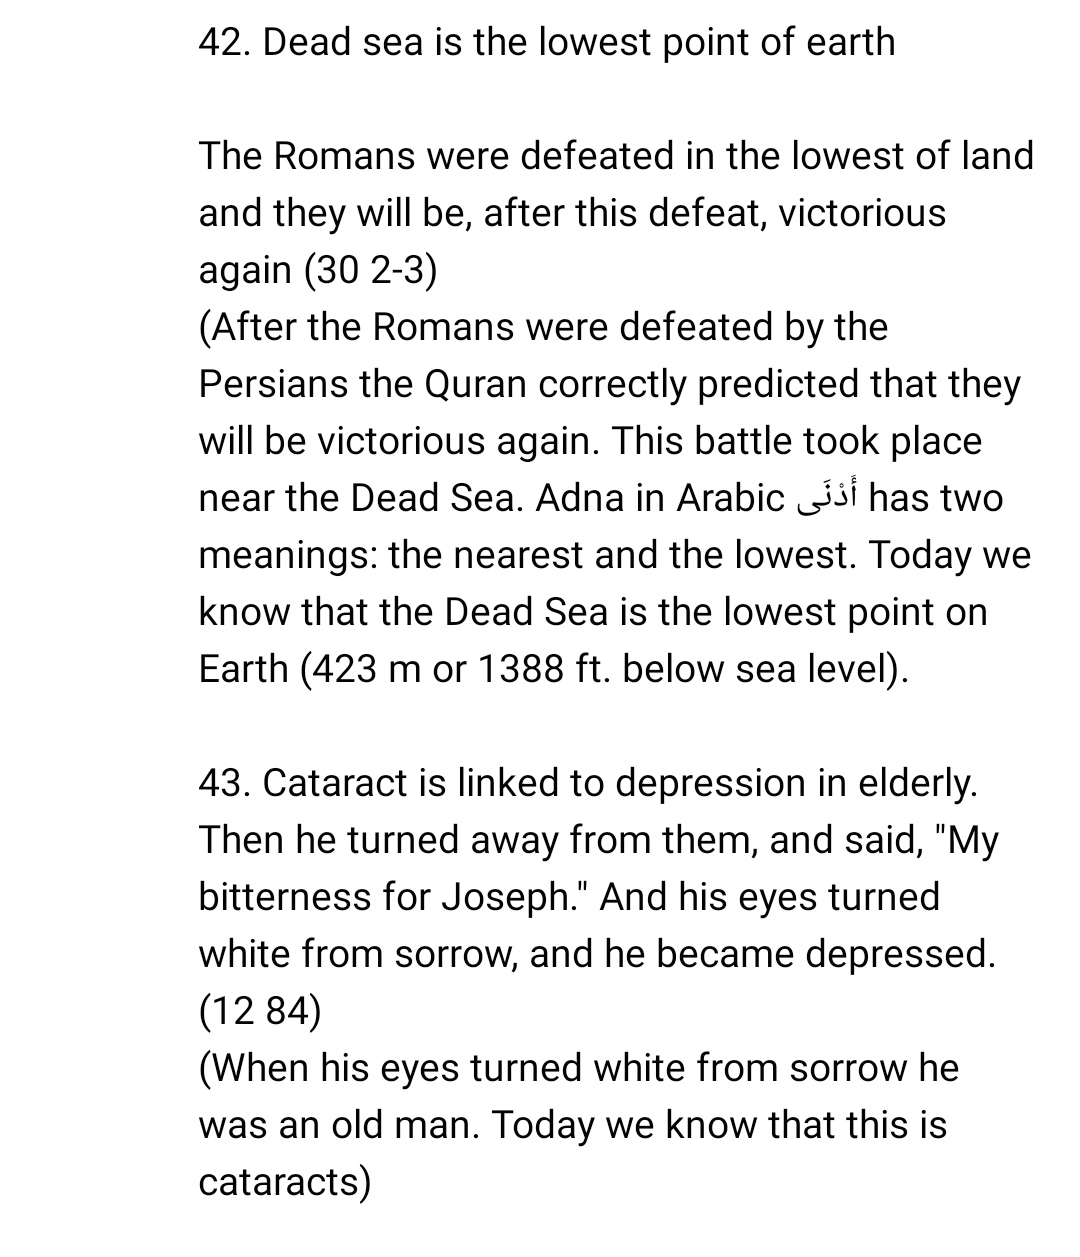 42. Dead sea is the lowest point of earth
The Romans were defeated in the lowest of land
and they will be, after this defeat, victorious
again (30 2-3)
(After the Romans were defeated by the
Persians the Quran correctly predicted that they
will be victorious again. This battle took place
near the Dead Sea. Adna in Arabic أَدْنَى has two
meanings: the nearest and the lowest. Today we
know that the Dead Sea is the lowest point on
Earth (423 m or 1388 ft. below sea level).
43. Cataract is linked to depression in elderly.
Then he turned away from them, and said, "My
bitterness for Joseph." And his eyes turned
white from sorrow, and he became depressed.
(12 84)
(When his eyes turned white from sorrow he
was an old man. Today we know that this is
cataracts)